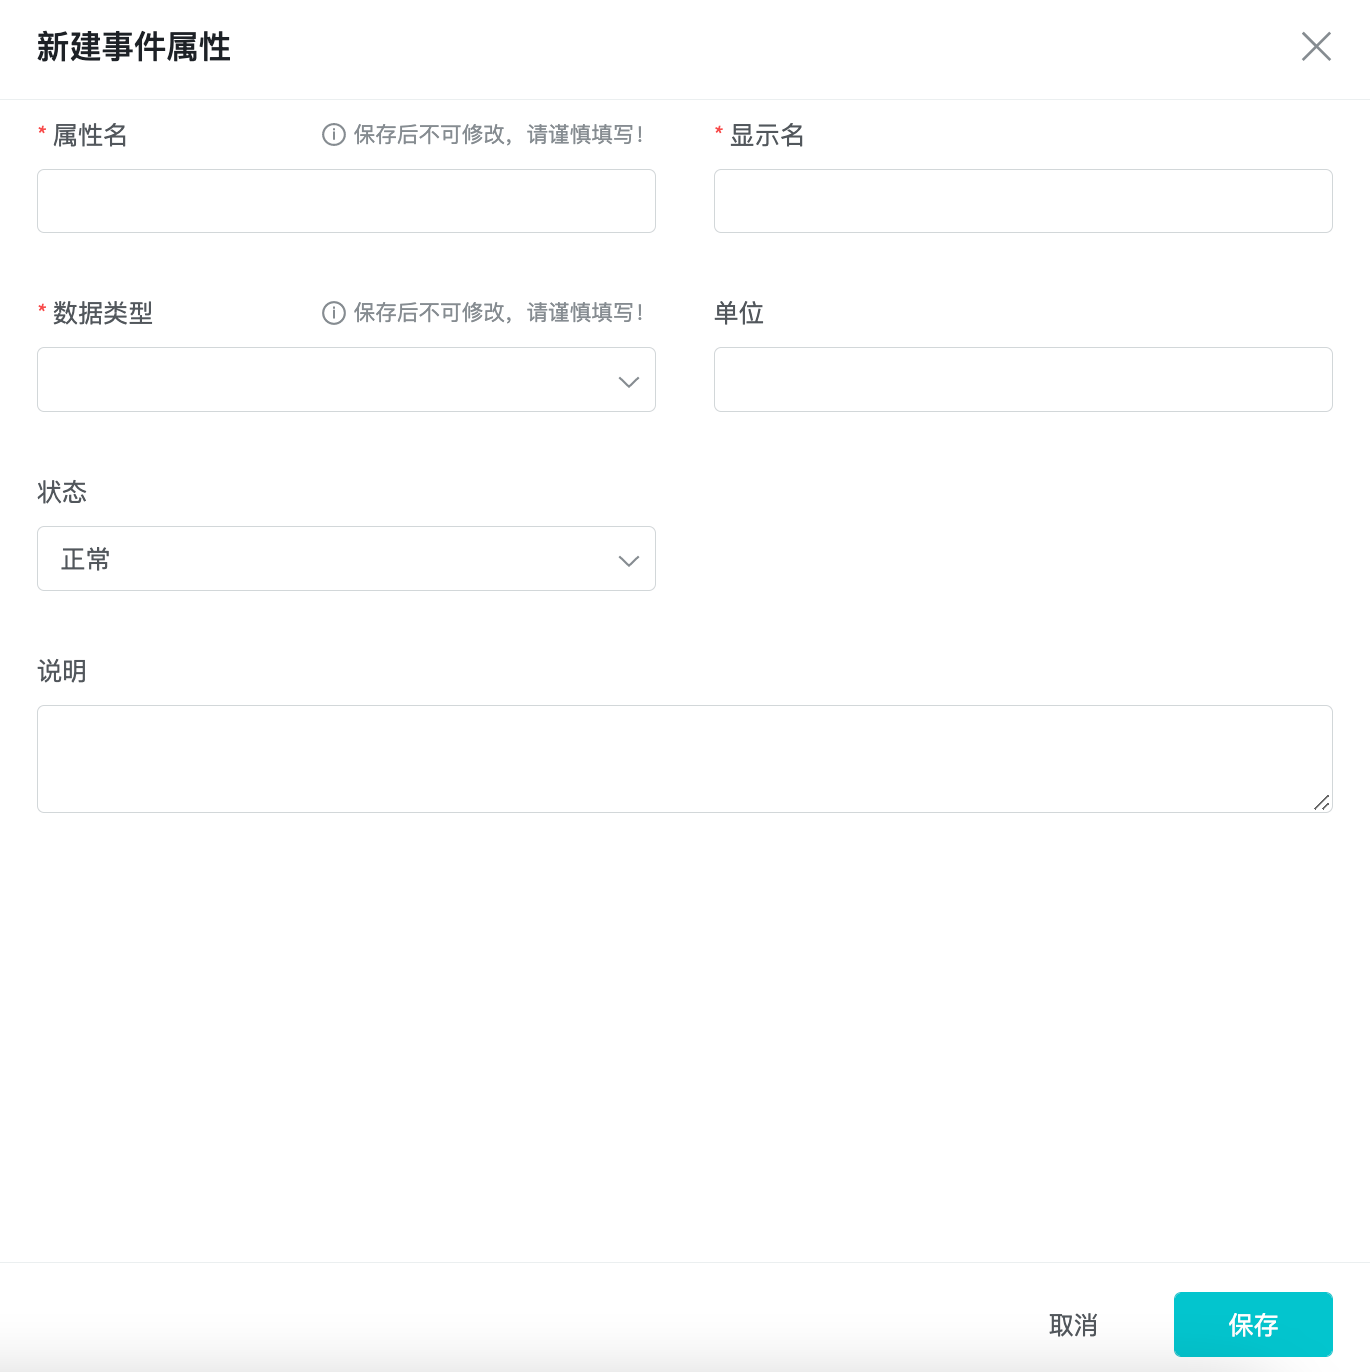 新建事件属性
* 属性名 保存后不可修改，请谨慎填写！ * 显示名
* 数据类型 保存后不可修改，请谨慎填写！ 单位
状态
正常
说明
取消 保存